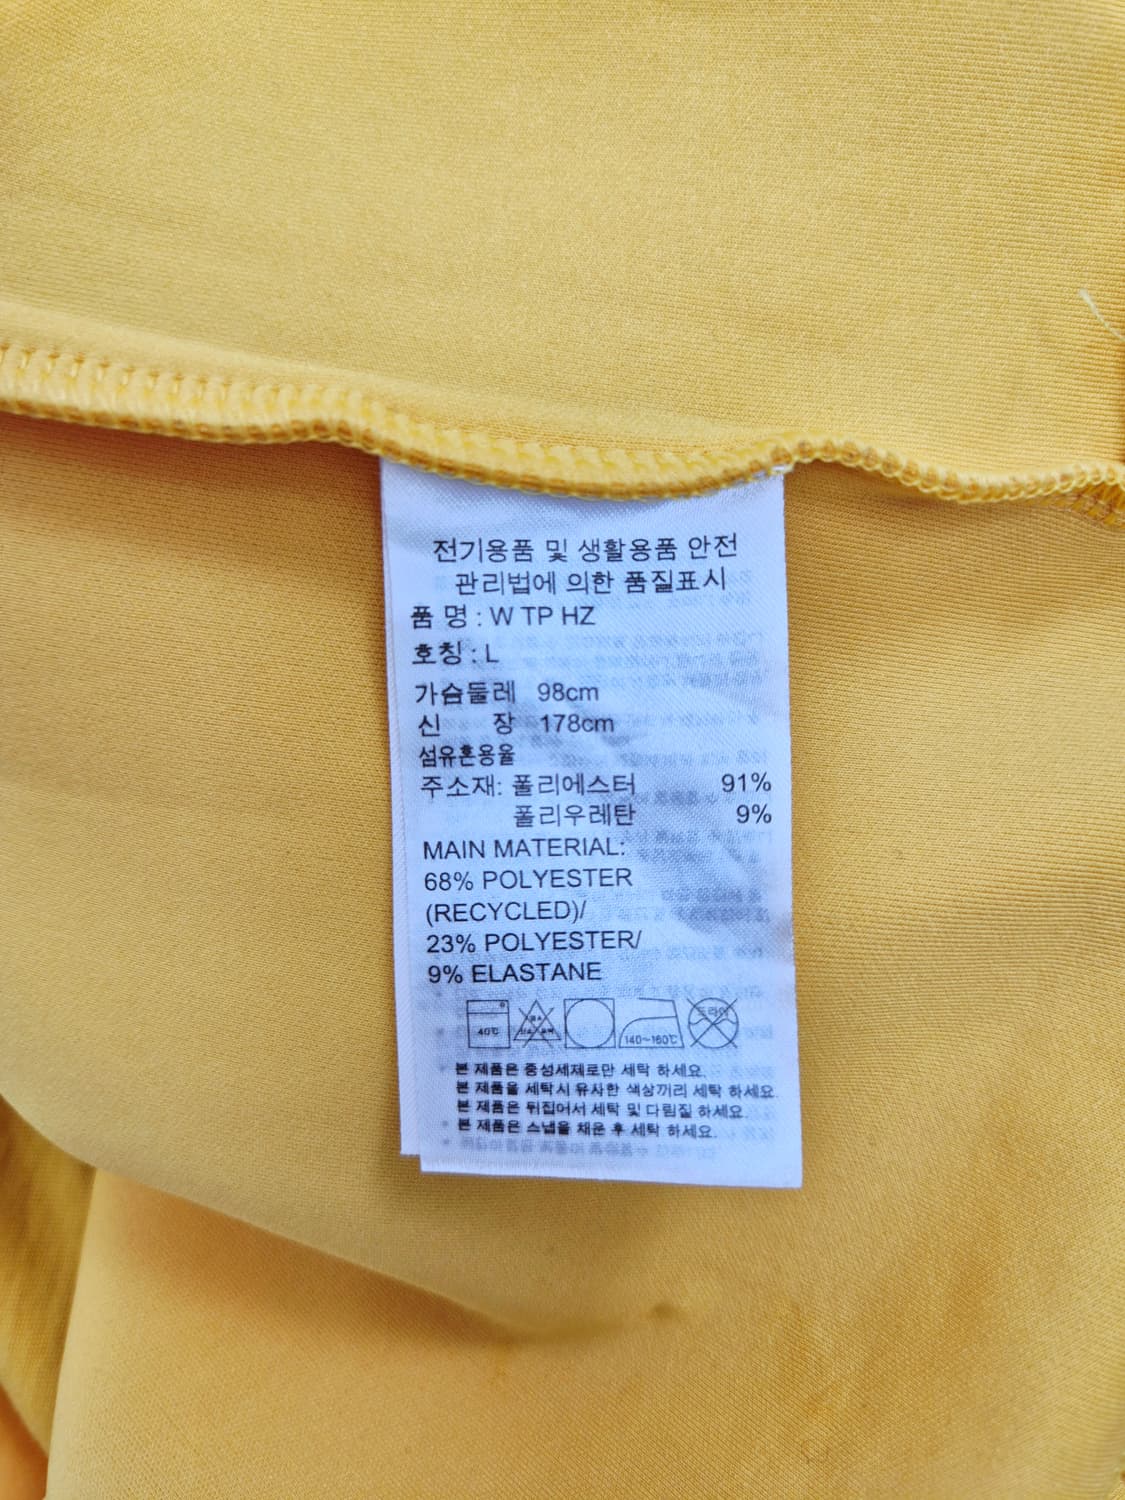 전기용품 및 생활용품 안전
관리법에 의한 품질표시
품 명 : W TP HZ
호칭 : L
가슴둘레 98cm
신 장 178cm
섬유혼용율
주소재: 폴리에스터 91%
폴리우레탄 9%
MAIN MATERIAL:
68% POLYESTER
(RECYCLED)/
23% POLYESTER/
9% ELASTANE
40℃ 140~160℃ 드라이
본 제품은 중성세제로만 세탁 하세요.
본 제품을 세탁시 유사한 색상끼리 세탁 하세요.
본 제품은 뒤집어서 세탁 및 다림질 하세요.
본 제품은 스냅을 채운 후 세탁 하세요.